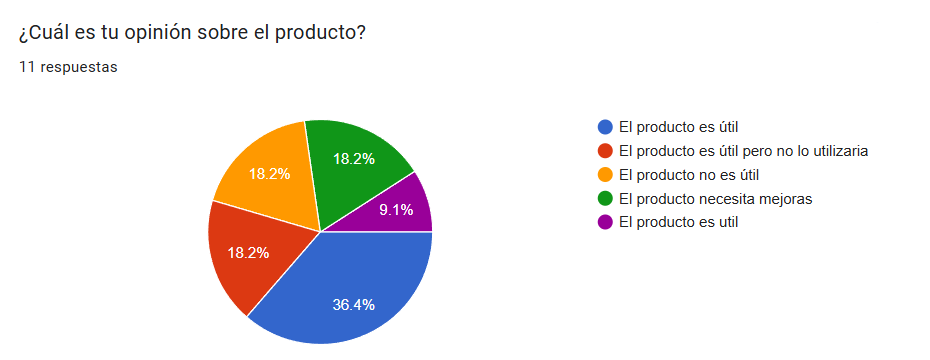 ¿Cuál es tu opinión sobre el producto?
11 respuestas
18.2%
18.2%
9.1%
18.2%
36.4%
El producto es útil
El producto es útil pero no lo utilizaria
El producto no es útil
El producto necesita mejoras
El producto es util